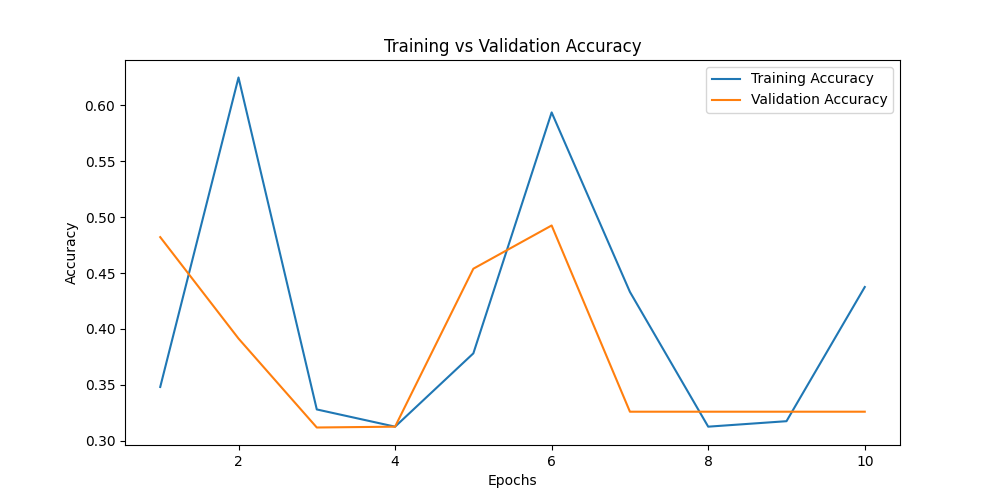 Training vs Validation Accuracy
Training Accuracy
Validation Accuracy
0.60
0.55
0.50
0.45
0.40
0.35
0.30
Accuracy
2 4 6 8 10
Epochs